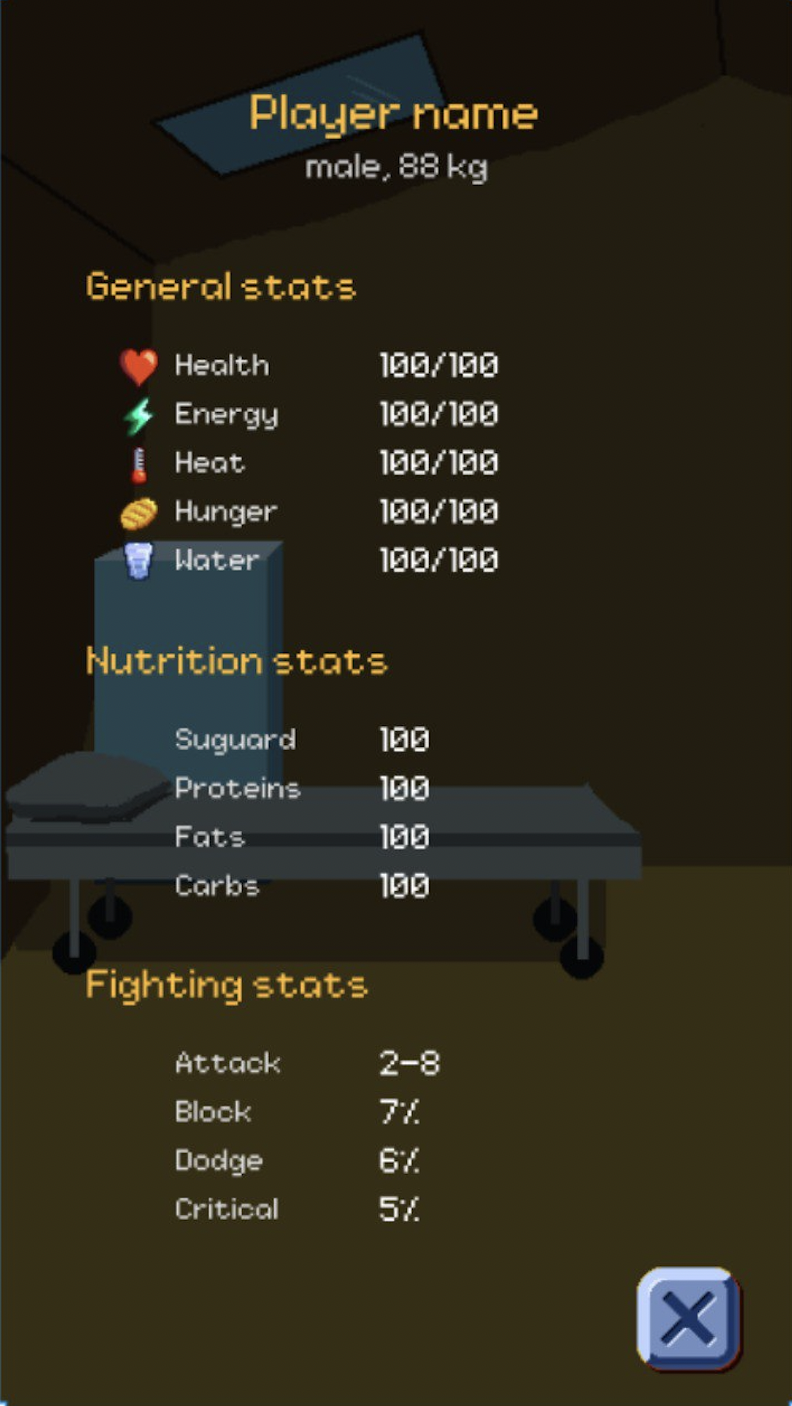 Player name
male, 88 kg
General stats
Health 100/100
Energy 100/100
Heat 100/100
Hunger 100/100
Water 100/100
Nutrition stats
Suguard 100
Proteins 100
Fats 100
Carbs 100
Fighting stats
Attack 2-8
Block 7%
Dodge 6%
Critical 5%